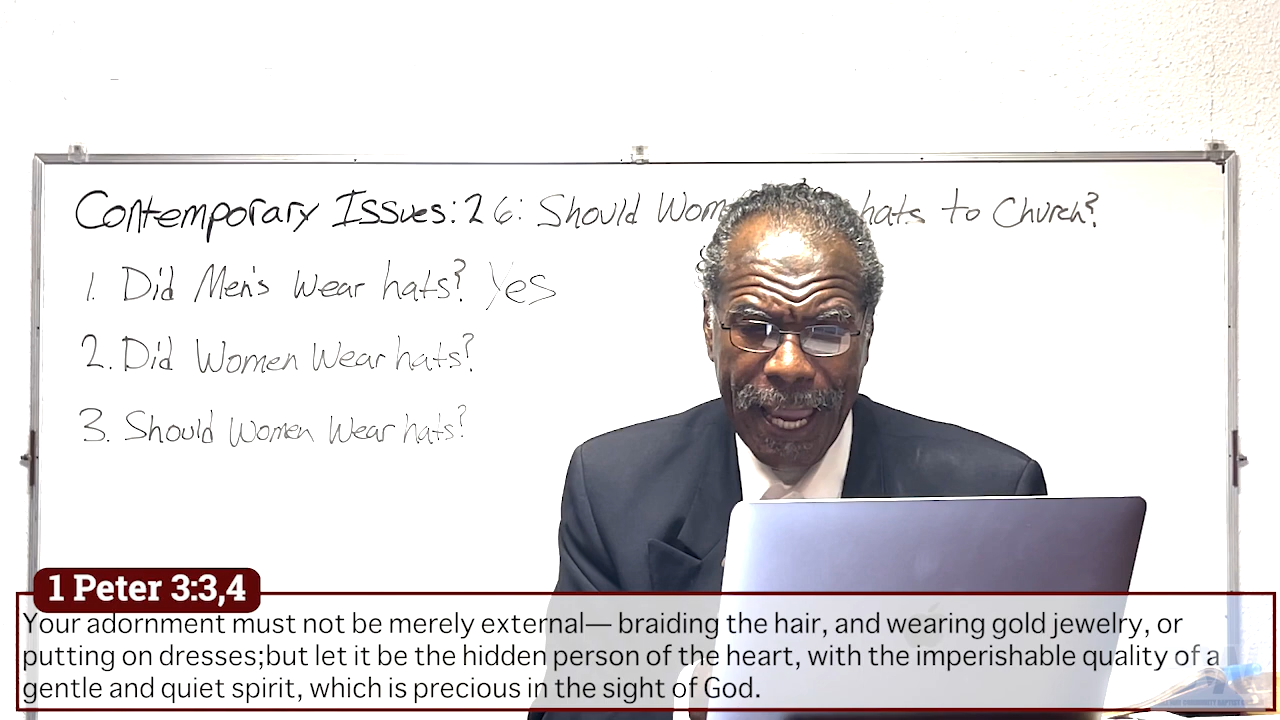 Contemporary Issues: 26: Should Wom hats to Church?
1. Did Men's Wear hats? Yes
2. Did Women Wear hats?
3. Should Women Wear hats?
1 Peter 3:3,4
Your adornment must not be merely external— braiding the hair, and wearing gold jewelry, or
putting on dresses;but let it be the hidden person of the heart, with the imperishable quality of a
gentle and quiet spirit, which is precious in the sight of God.